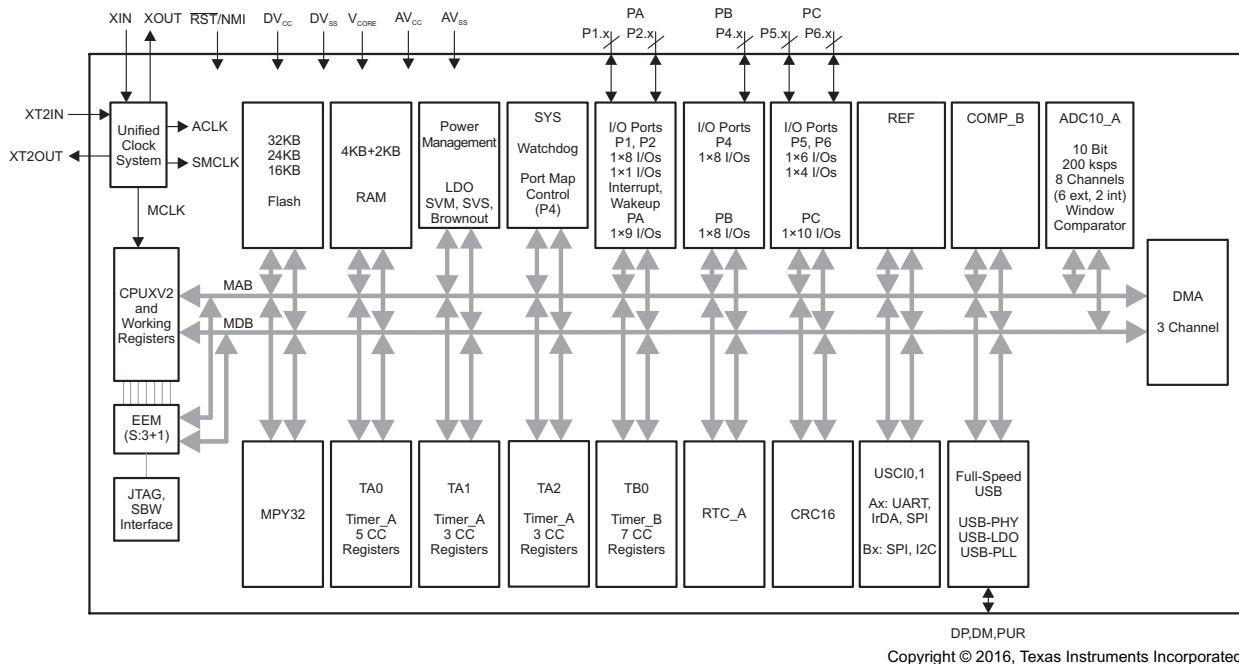 XIN XOUT RST/NMI DVCC DVSS VCORE AVCC AVSS PA PB PC
P1.x P2.x P4.x P5.x P6.x
XT2IN
XT2OUT
Unified
Clock
System
ACLK
SMCLK
MCLK
32KB
24KB
16KB
Flash
4KB+2KB
RAM
Power
Management
LDO
SVM, SVS,
Brownout
SYS
Watchdog
Port Map
Control
(P4)
I/O Ports
P1, P2
1×8 I/Os
1×1 I/Os
Interrupt,
Wakeup
PA
1×9 I/Os
I/O Ports
P4
1×8 I/Os
PB
1×8 I/Os
I/O Ports
P5, P6
1×6 I/Os
1×4 I/Os
PC
1×10 I/Os
REF
COMP_B
ADC10_A
10 Bit
200 ksps
8 Channels
(6 ext, 2 int)
Window
Comparator
CPUXV2
and
Working
Registers
MAB
MDB
DMA
3 Channel
EEM
(S:3+1)
JTAG,
SBW
Interface
MPY32
TA0
Timer_A
5 CC
Registers
TA1
Timer_A
3 CC
Registers
TA2
Timer_A
3 CC
Registers
TB0
Timer_B
7 CC
Registers
RTC_A
CRC16
USCI0,1
Ax: UART,
IrDA, SPI
Bx: SPI, I2C
Full-Speed
USB
USB-PHY
USB-LDO
USB-PLL
DP,DM,PUR
Copyright © 2016, Texas Instruments Incorporated